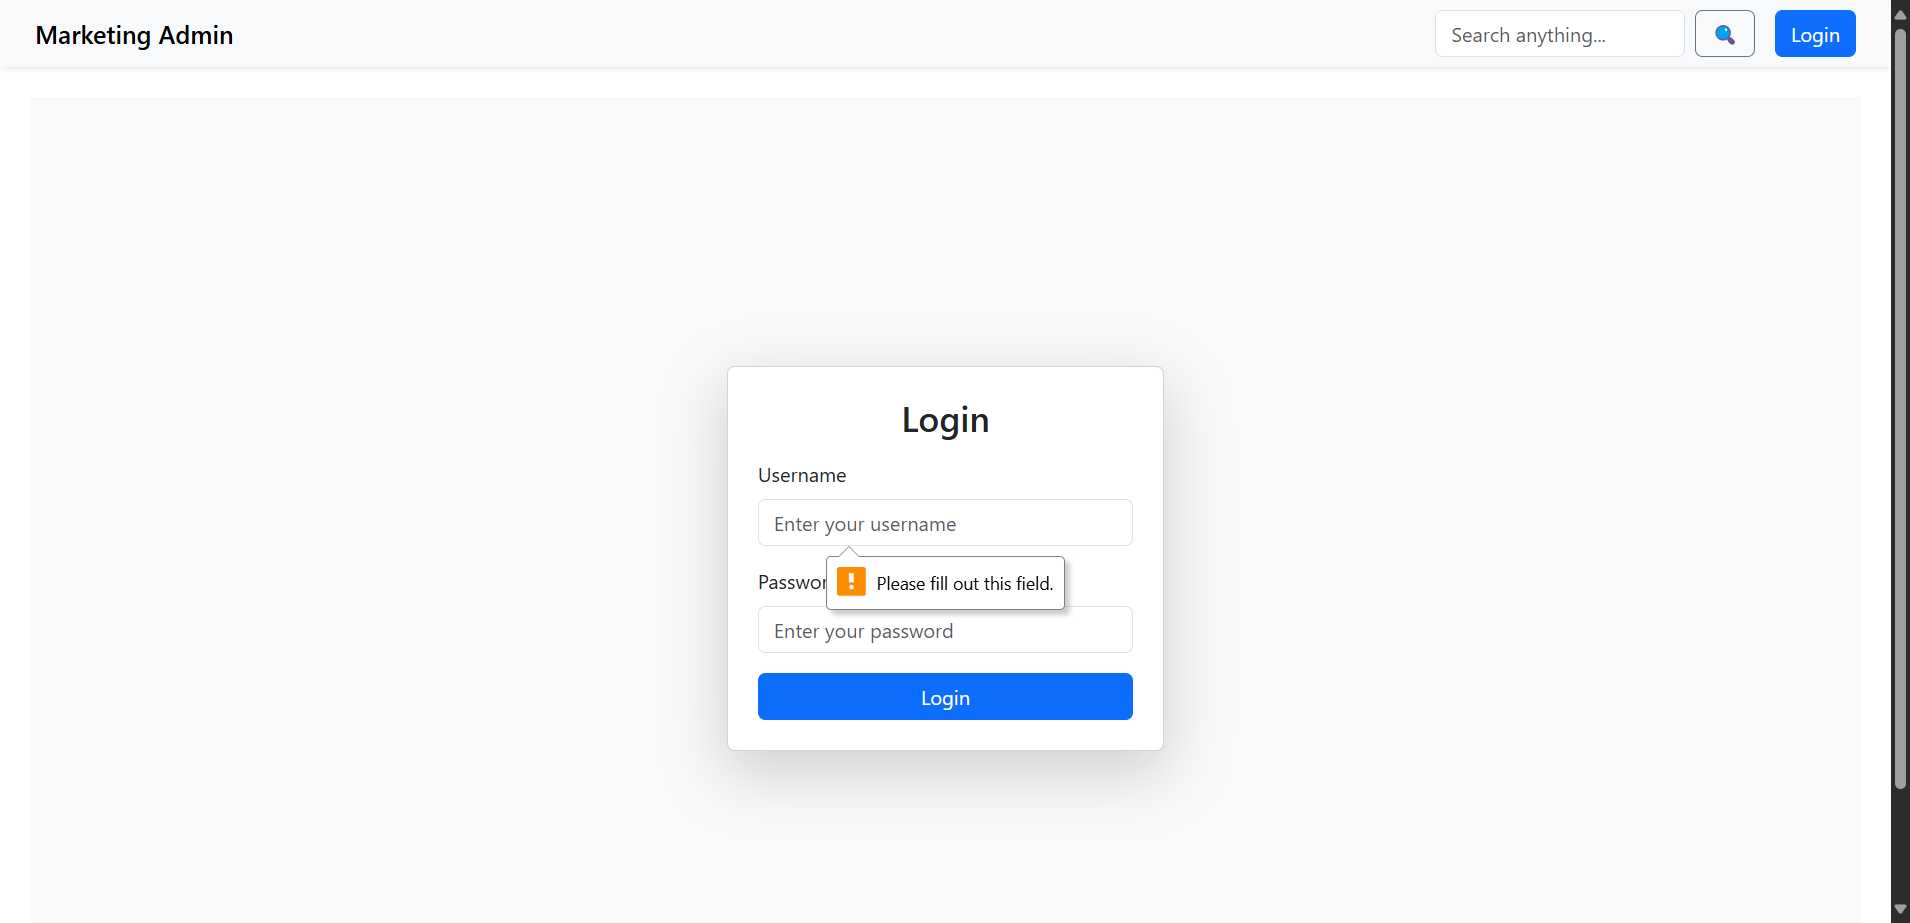 Marketing Admin
Search anything...
Login
Login
Username
Enter your username
Please fill out this field.
Passwor
Enter your password
Login